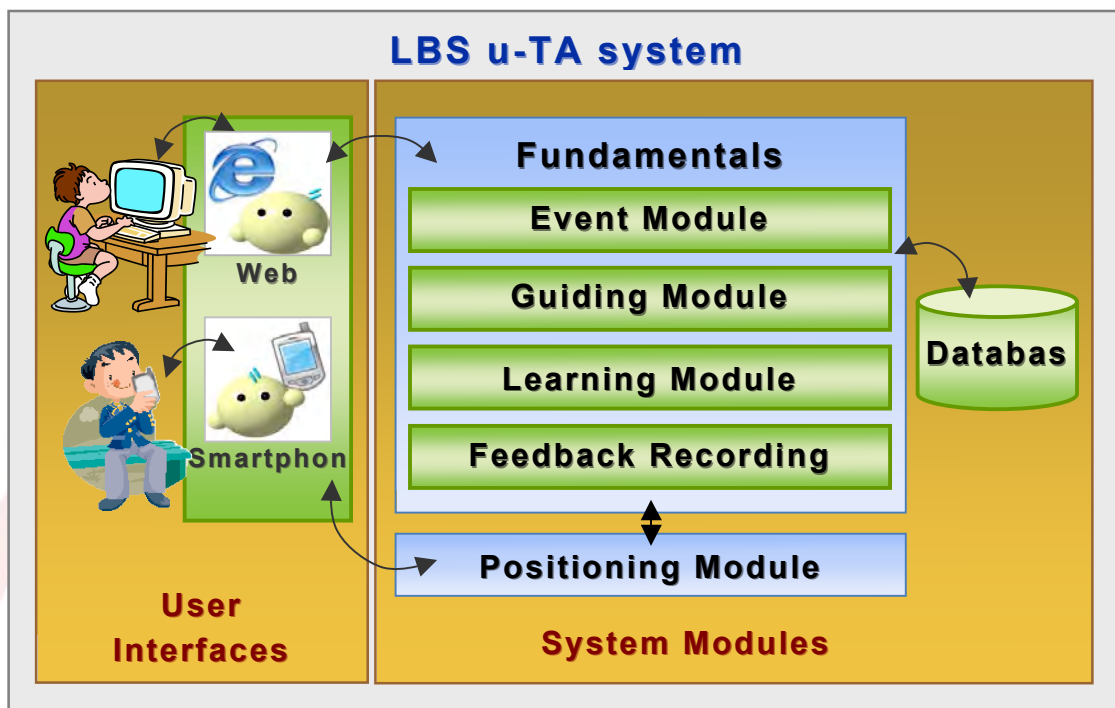 LBS u-TA system
Web
Smartphon
User
Interfaces
Fundamentals
Event Module
Guiding Module
Learning Module
Feedback Recording
Positioning Module
Databas
System Modules